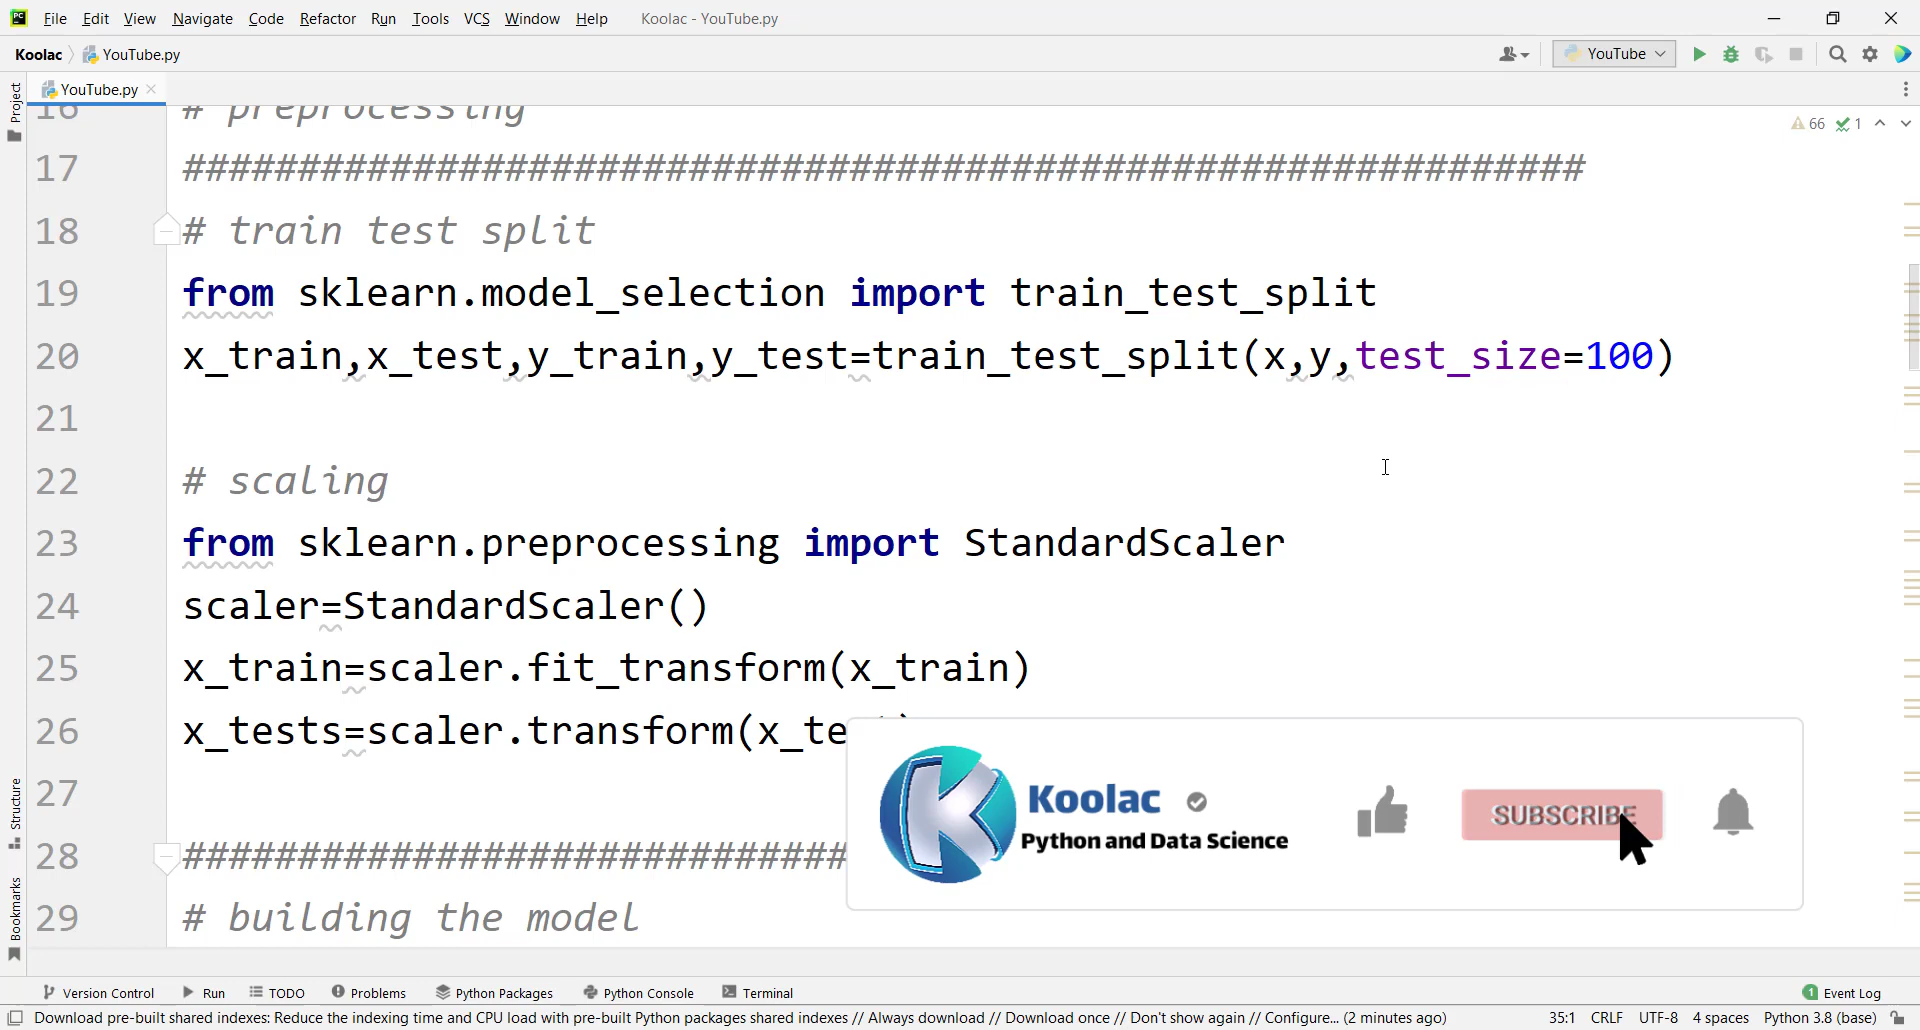 File Edit View Navigate Code Refactor Run Tools VCS Window Help Koolac - YouTube.py
Koolac YouTube.py YouTube
YouTube.py
Project
66 1
16 # preprocessing
17 #############################################################
18 # train test split
19 from sklearn.model_selection import train_test_split
20 x_train,x_test,y_train,y_test=train_test_split(x,y,test_size=100)
21
22 # scaling
23 from sklearn.preprocessing import StandardScaler
24 scaler=StandardScaler()
25 x_train=scaler.fit_transform(x_train)
26 x_tests=scaler.transform(x_te
27
28 #############################
29 # building the model
Koolac
Python and Data Science
SUBSCRIBE
Structure
Bookmarks
Version Control Run TODO Problems Python Packages Python Console Terminal 1 Event Log
Download pre-built shared indexes: Reduce the indexing time and CPU load with pre-built Python packages shared indexes // Always download // Download once // Don't show again // Configure... (2 minutes ago) 35:1 CRLF UTF-8 4 spaces Python 3.8 (base)